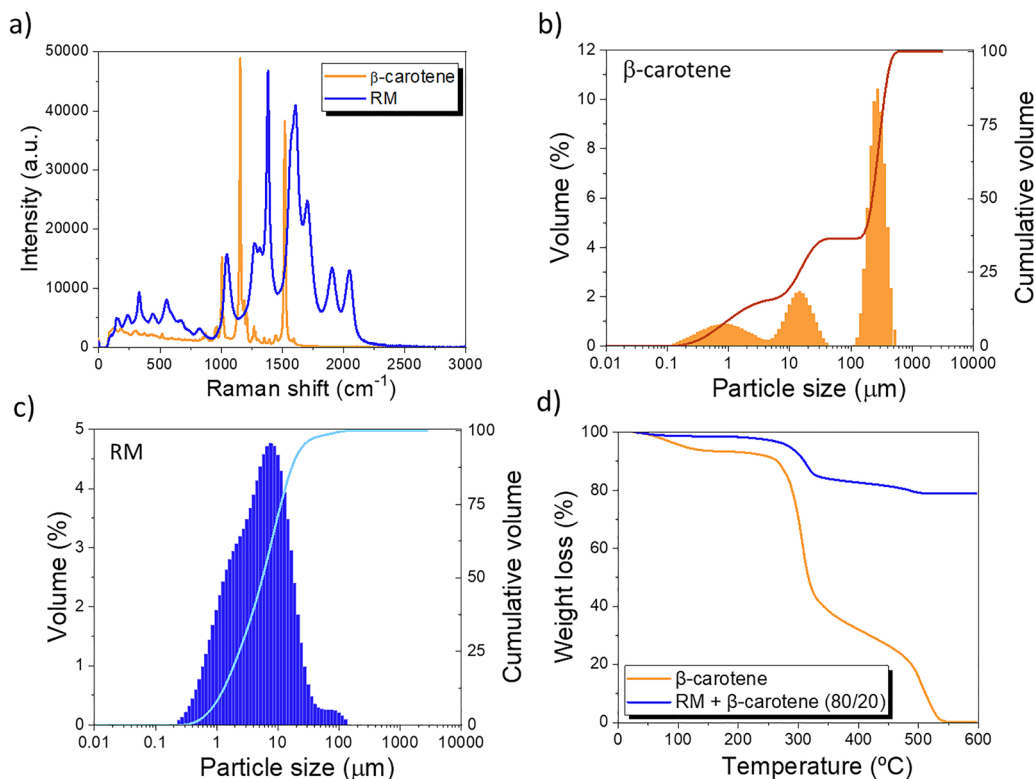 a)
50000
40000
30000
20000
10000
0
Intensity (a.u.)
β-carotene
RM
0 500 1000 1500 2000 2500 3000
Raman shift (cm⁻¹)
b)
β-carotene
12
10
8
6
4
2
0
Volume (%)
100
75
50
25
0
Cumulative volume
0.01 0.1 1 10 100 1000 10000
Particle size (μm)
c)
RM
5
4
3
2
1
0
Volume (%)
100
75
50
25
0
Cumulative volume
0.01 0.1 1 10 100 1000 10000
Particle size (μm)
d)
100
80
60
40
20
0
Weight loss (%)
β-carotene
RM + β-carotene (80/20)
0 100 200 300 400 500 600
Temperature (ºC)